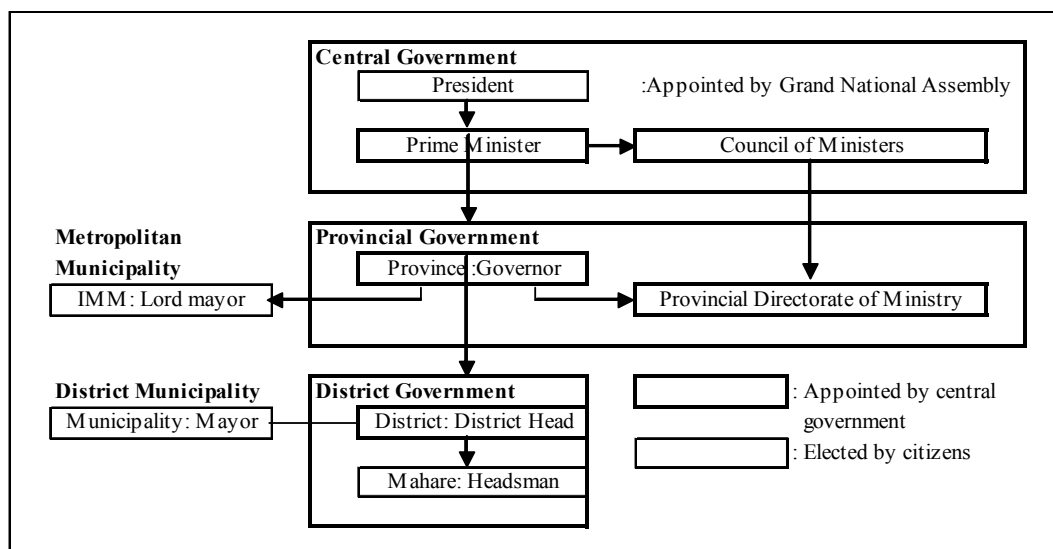 Central Government
President
:Appointed by Grand National Assembly
Prime Minister
Council of Ministers
Metropolitan
Municipality
Provincial Government
Province :Governor
IMM: Lord mayor
Provincial Directorate of Ministry
District Municipality
District Government
Municipality: Mayor
District: District Head
Mahare: Headsman
: Appointed by central
government
: Elected by citizens